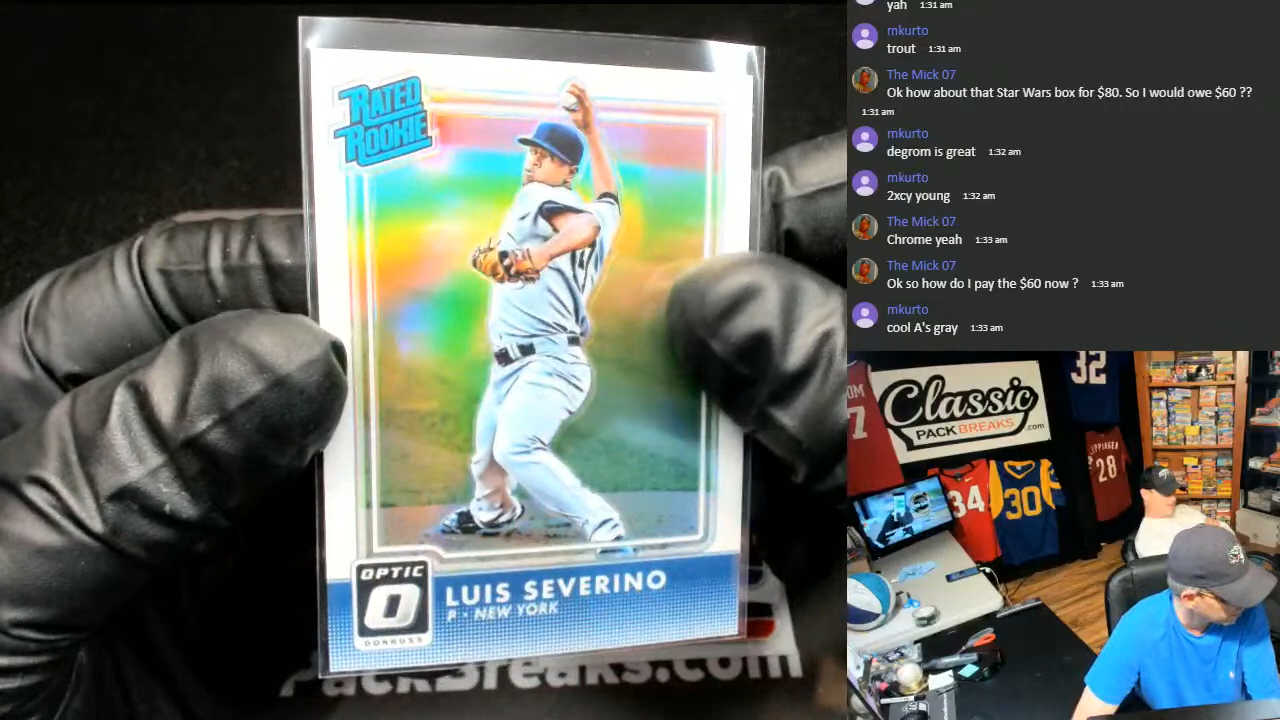 RATED
ROOKIE
OPTIC
O
DONRUSS
LUIS SEVERINO
P • NEW YORK
PackBreaks.com
yah 1:31 am
mkurto
trout 1:31 am
The Mick 07
Ok how about that Star Wars box for $80. So I would owe $60 ??
1:31 am
mkurto
degrom is great 1:32 am
mkurto
2xcy young 1:32 am
The Mick 07
Chrome yeah 1:33 am
The Mick 07
Ok so how do I pay the $60 now ? 1:33 am
mkurto
cool A's gray 1:33 am
Classic
PACKBREAKS.com
32
7
34
30
28